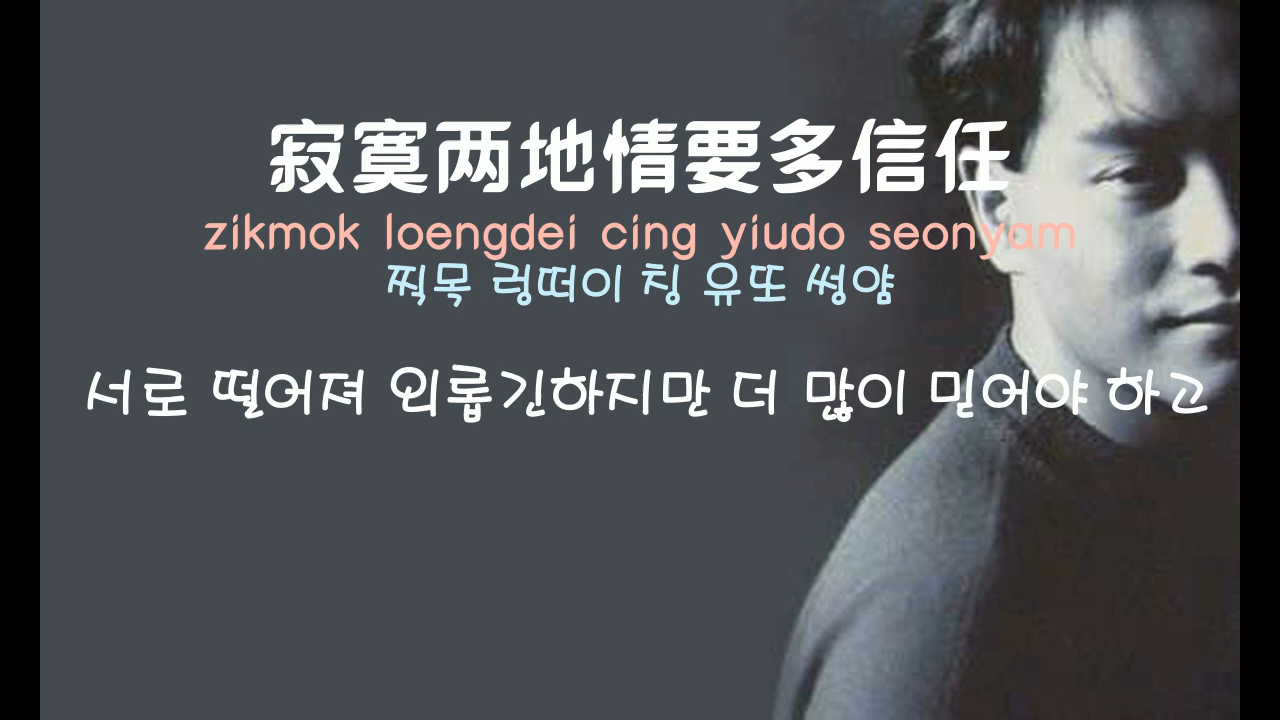 寂寞两地情要多信任
zikmok loengdei cing yiudo seonyam
찍목 렁떠이 칭 유또 썽얌
서로 떨어져 외롭긴하지만 더 많이 믿어야 하고